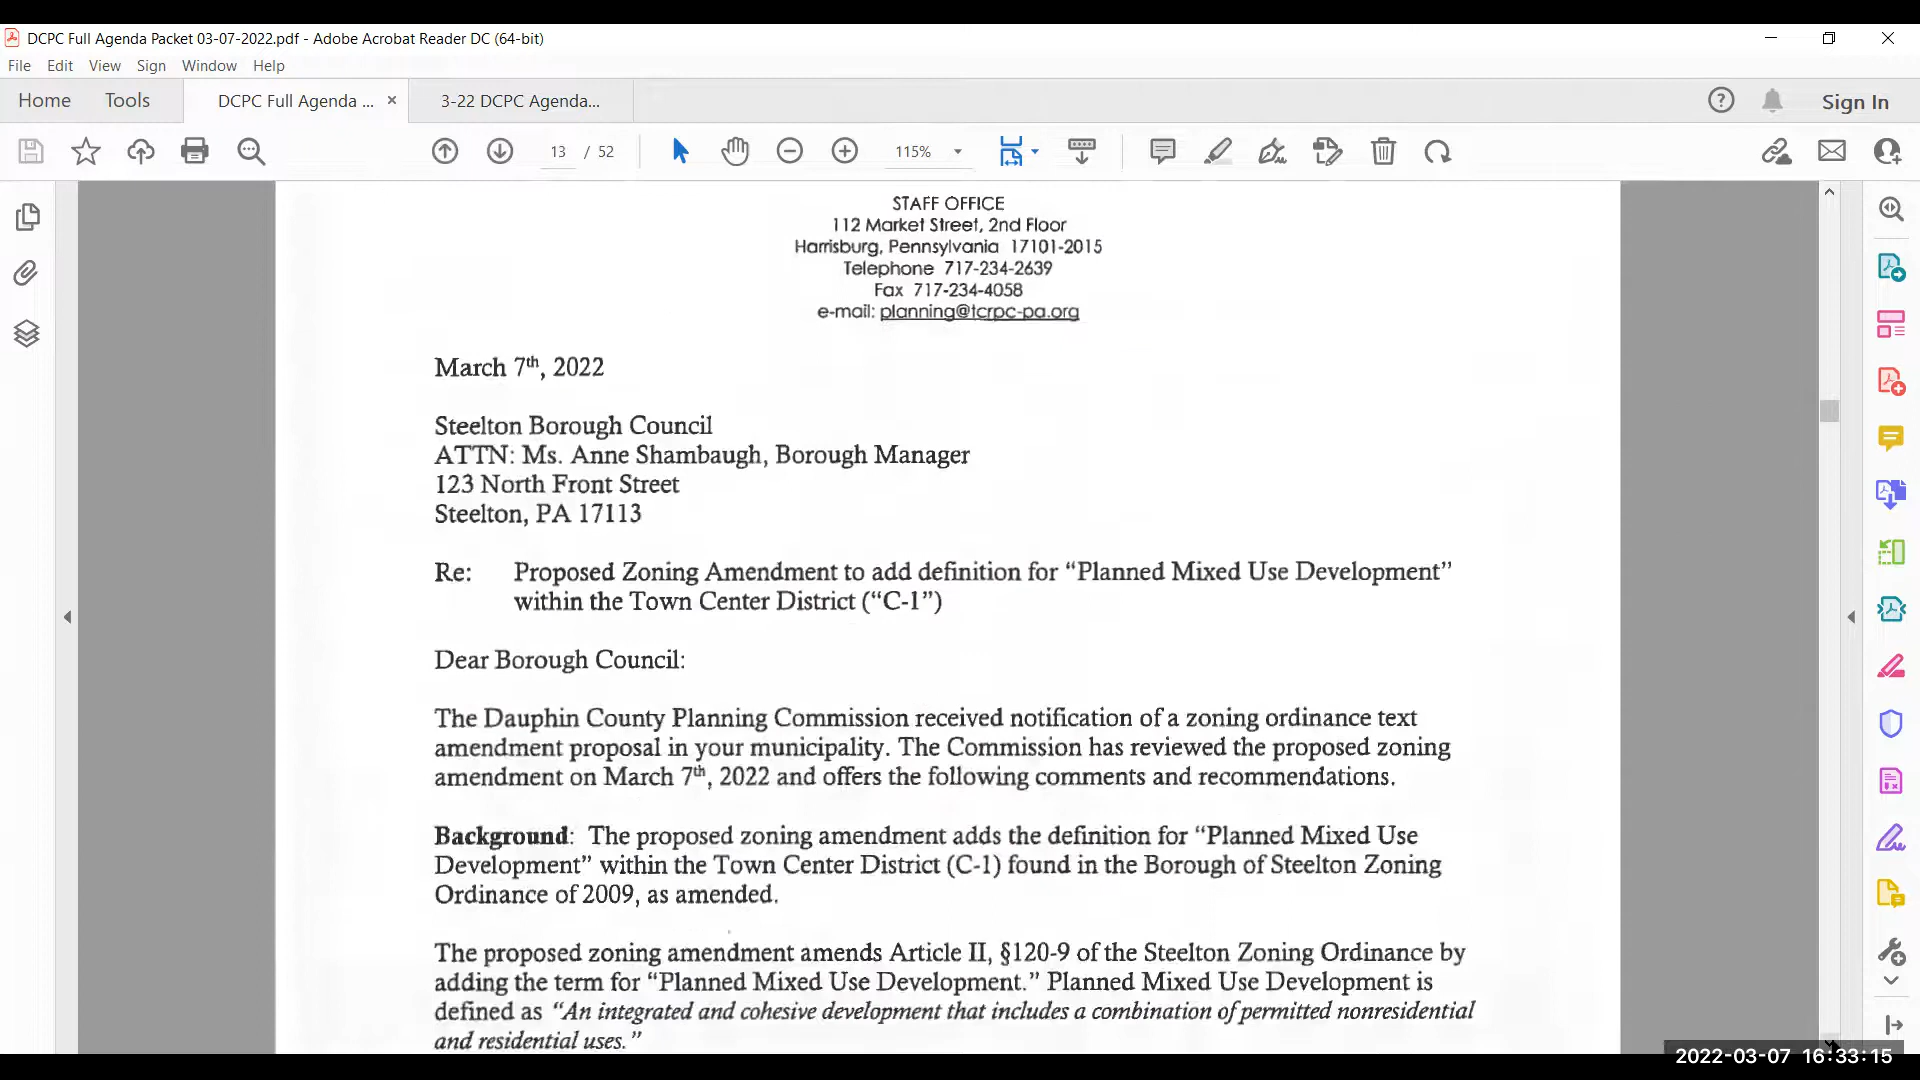 DCPC Full Agenda Packet 03-07-2022.pdf - Adobe Acrobat Reader DC (64-bit)
File Edit View Sign Window Help
Home Tools DCPC Full Agenda ... × 3-22 DCPC Agenda... Sign In
13 / 52 115%
STAFF OFFICE
112 Market Street, 2nd Floor
Harrisburg, Pennsylvania 17101-2015
Telephone 717-234-2639
Fax 717-234-4058
e-mail: planning@tcrpc-pa.org
March 7th, 2022
Steelton Borough Council
ATTN: Ms. Anne Shambaugh, Borough Manager
123 North Front Street
Steelton, PA 17113
Re: Proposed Zoning Amendment to add definition for “Planned Mixed Use Development”
within the Town Center District (“C-1”)
Dear Borough Council:
The Dauphin County Planning Commission received notification of a zoning ordinance text
amendment proposal in your municipality. The Commission has reviewed the proposed zoning
amendment on March 7th, 2022 and offers the following comments and recommendations.
Background: The proposed zoning amendment adds the definition for “Planned Mixed Use
Development” within the Town Center District (C-1) found in the Borough of Steelton Zoning
Ordinance of 2009, as amended.
The proposed zoning amendment amends Article II, §120-9 of the Steelton Zoning Ordinance by
adding the term for “Planned Mixed Use Development.” Planned Mixed Use Development is
defined as “An integrated and cohesive development that includes a combination of permitted nonresidential
and residential uses.”
2022-03-07 16:33:15